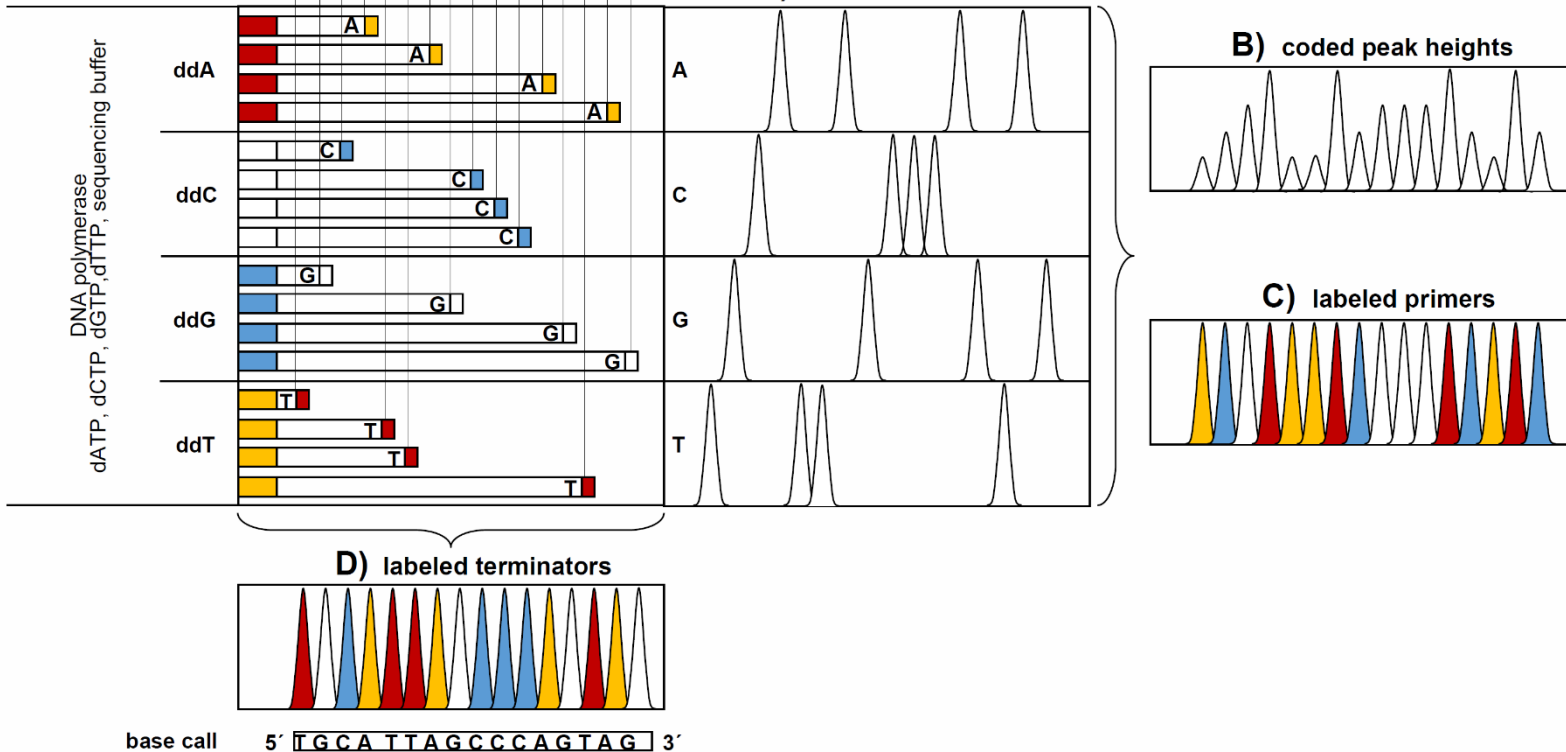 DNA polymerase
dATP, dCTP, dGTP,dTTP, sequencing buffer
ddA
A
A
A
A
ddC
C
C
C
C
ddG
G
G
G
G
ddT
T
T
T
T
A
C
G
T
B) coded peak heights
C) labeled primers
D) labeled terminators
base call 5´ TGCATTAGCCCAGTAG 3´